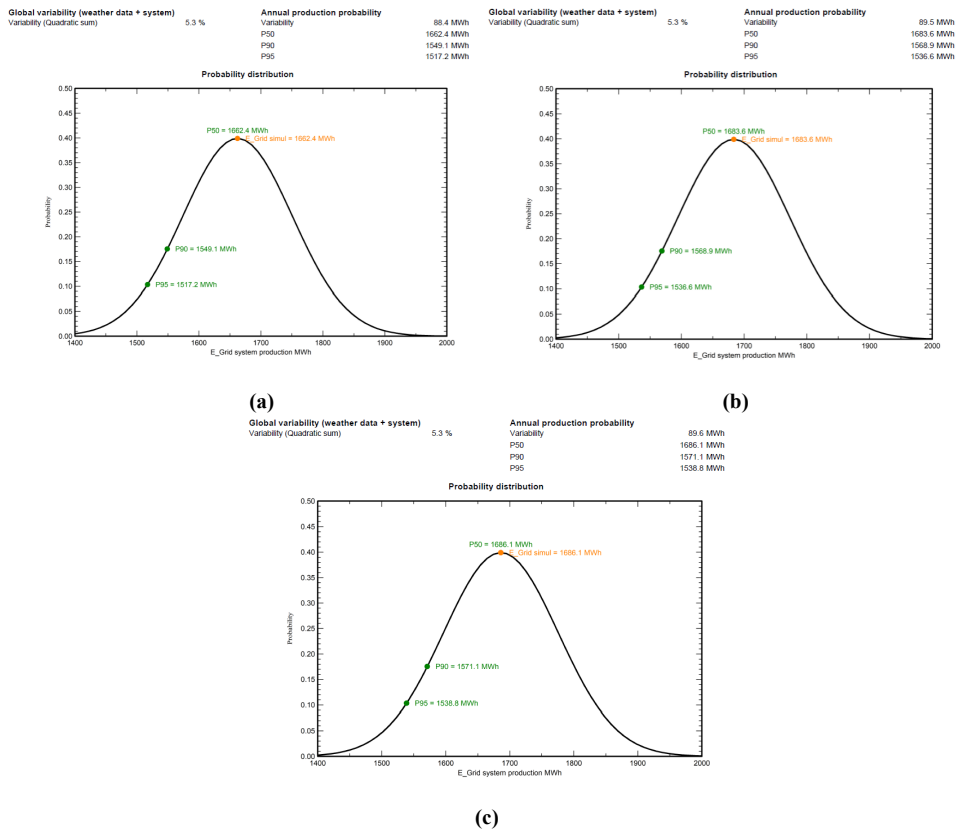 Global variability (weather data + system)
Variability (Quadratic sum) 5.3 %
Annual production probability
Variability 88.4 MWh
P50 1662.4 MWh
P90 1549.1 MWh
P95 1517.2 MWh
Probability distribution
0.50
0.45
0.40
0.35
0.30
0.25
0.20
0.15
0.10
0.05
0.00
Probability
P50 = 1662.4 MWh
E_Grid simul = 1662.4 MWh
P90 = 1549.1 MWh
P95 = 1517.2 MWh
1400 1500 1600 1700 1800 1900 2000
E_Grid system production MWh
(a)
Global variability (weather data + system)
Variability (Quadratic sum) 5.3 %
Annual production probability
Variability 89.5 MWh
P50 1683.6 MWh
P90 1568.9 MWh
P95 1536.6 MWh
Probability distribution
0.50
0.45
0.40
0.35
0.30
0.25
0.20
0.15
0.10
0.05
0.00
Probability
P50 = 1683.6 MWh
E_Grid simul = 1683.6 MWh
P90 = 1568.9 MWh
P95 = 1536.6 MWh
1400 1500 1600 1700 1800 1900 2000
E_Grid system production MWh
(b)
Global variability (weather data + system)
Variability (Quadratic sum) 5.3 %
Annual production probability
Variability 89.6 MWh
P50 1686.1 MWh
P90 1571.1 MWh
P95 1538.8 MWh
Probability distribution
0.50
0.45
0.40
0.35
0.30
0.25
0.20
0.15
0.10
0.05
0.00
Probability
P50 = 1686.1 MWh
E_Grid simul = 1686.1 MWh
P90 = 1571.1 MWh
P95 = 1538.8 MWh
1400 1500 1600 1700 1800 1900 2000
E_Grid system production MWh
(c)